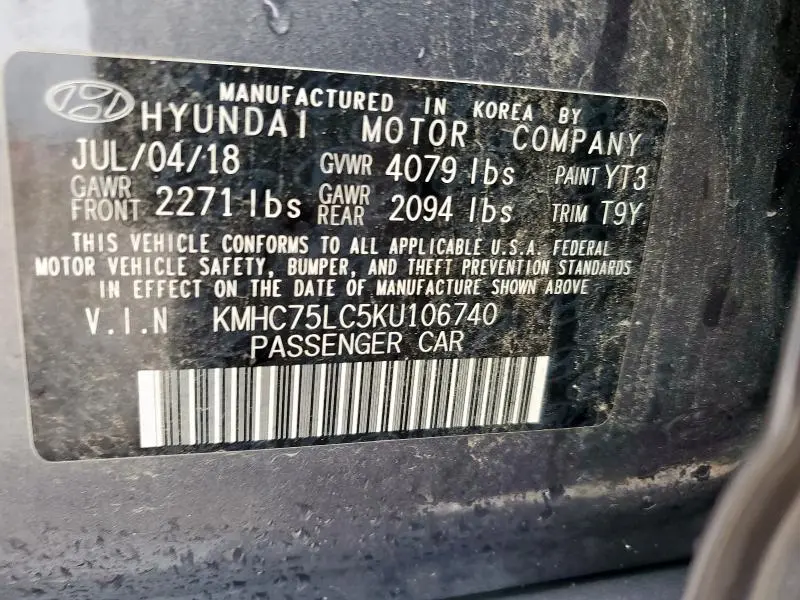 MANUFACTURED IN KOREA BY
HYUNDAI MOTOR COMPANY
JUL/04/18 GVWR 4079 lbs PAINT YT3
GAWR FRONT 2271 lbs GAWR REAR 2094 lbs TRIM T9Y
THIS VEHICLE CONFORMS TO ALL APPLICABLE U.S.A. FEDERAL
MOTOR VEHICLE SAFETY, BUMPER, AND THEFT PREVENTION STANDARDS
IN EFFECT ON THE DATE OF MANUFACTURE SHOWN ABOVE
V.I.N KMHC75LC5KU106740
PASSENGER CAR